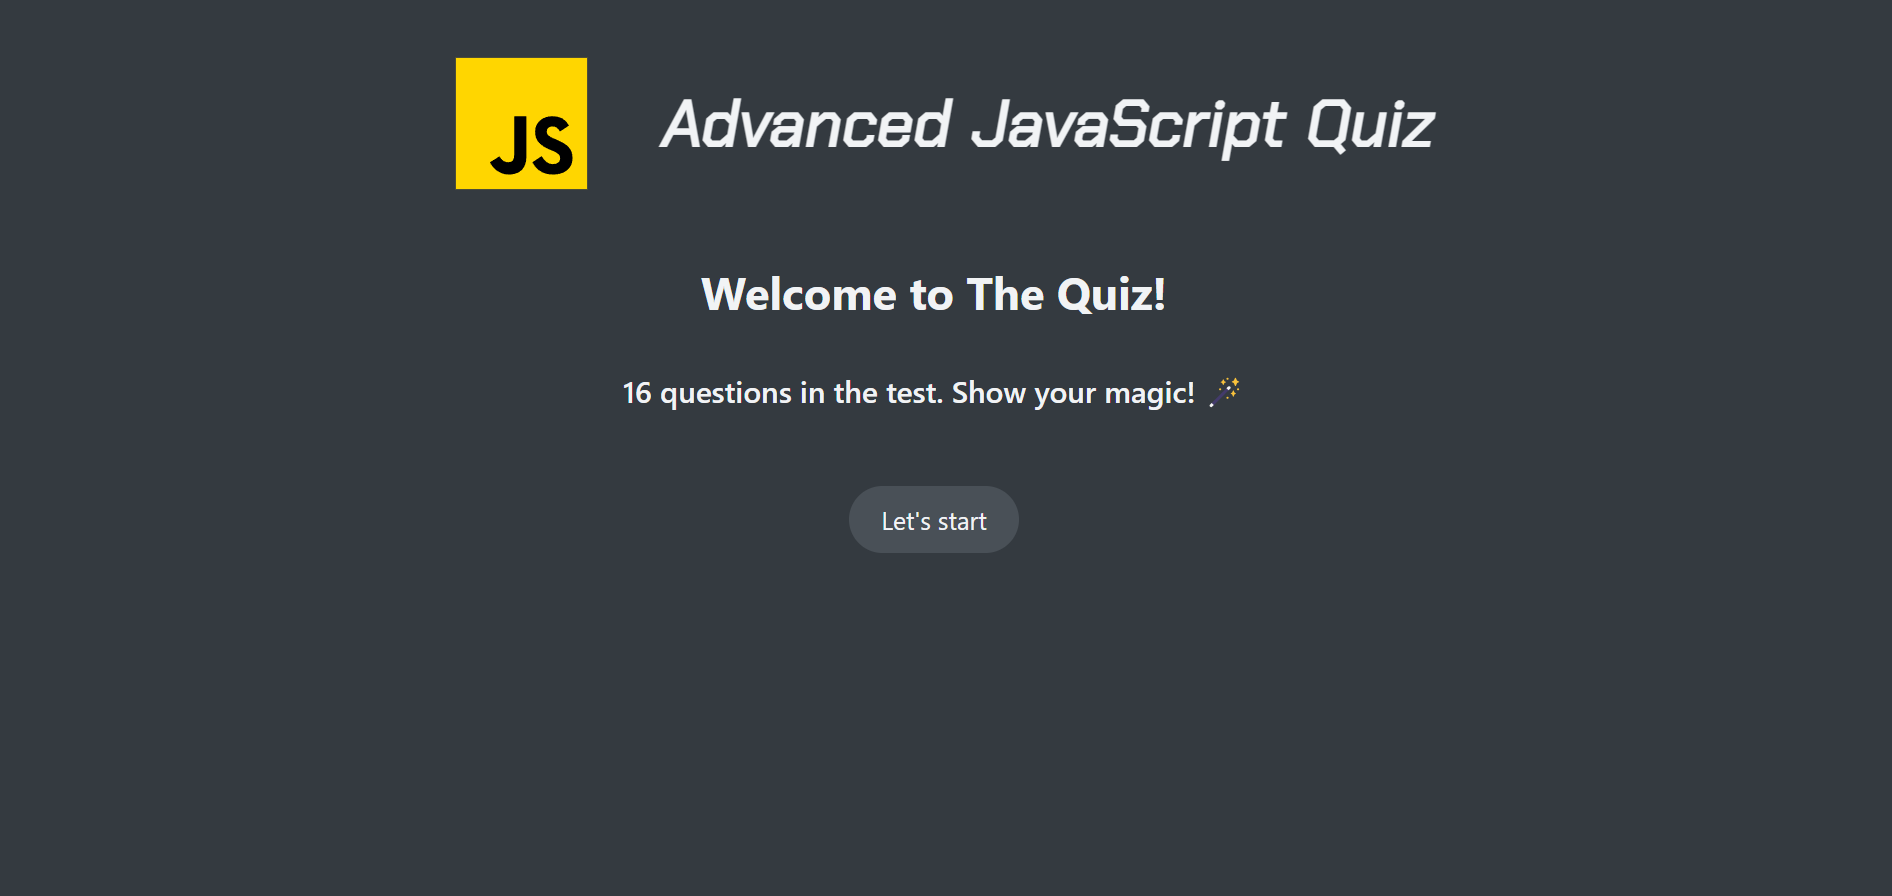 JS
Advanced JavaScript Quiz
Welcome to The Quiz!
16 questions in the test. Show your magic! 🪄
Let's start